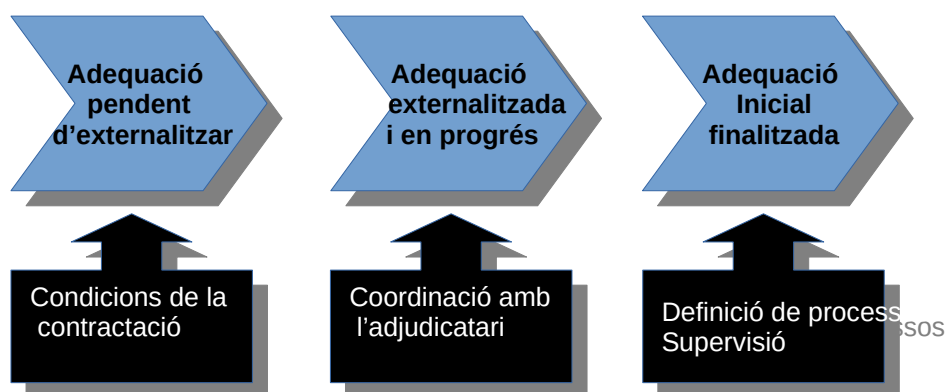 Adequació
pendent
d’externalitzar
Adequació
externalitzada
i en progrés
Adequació
Inicial
finalitzada
Condicions de la
contractació
Coordinació amb
l’adjudicatari
Definició de processos
Supervisió